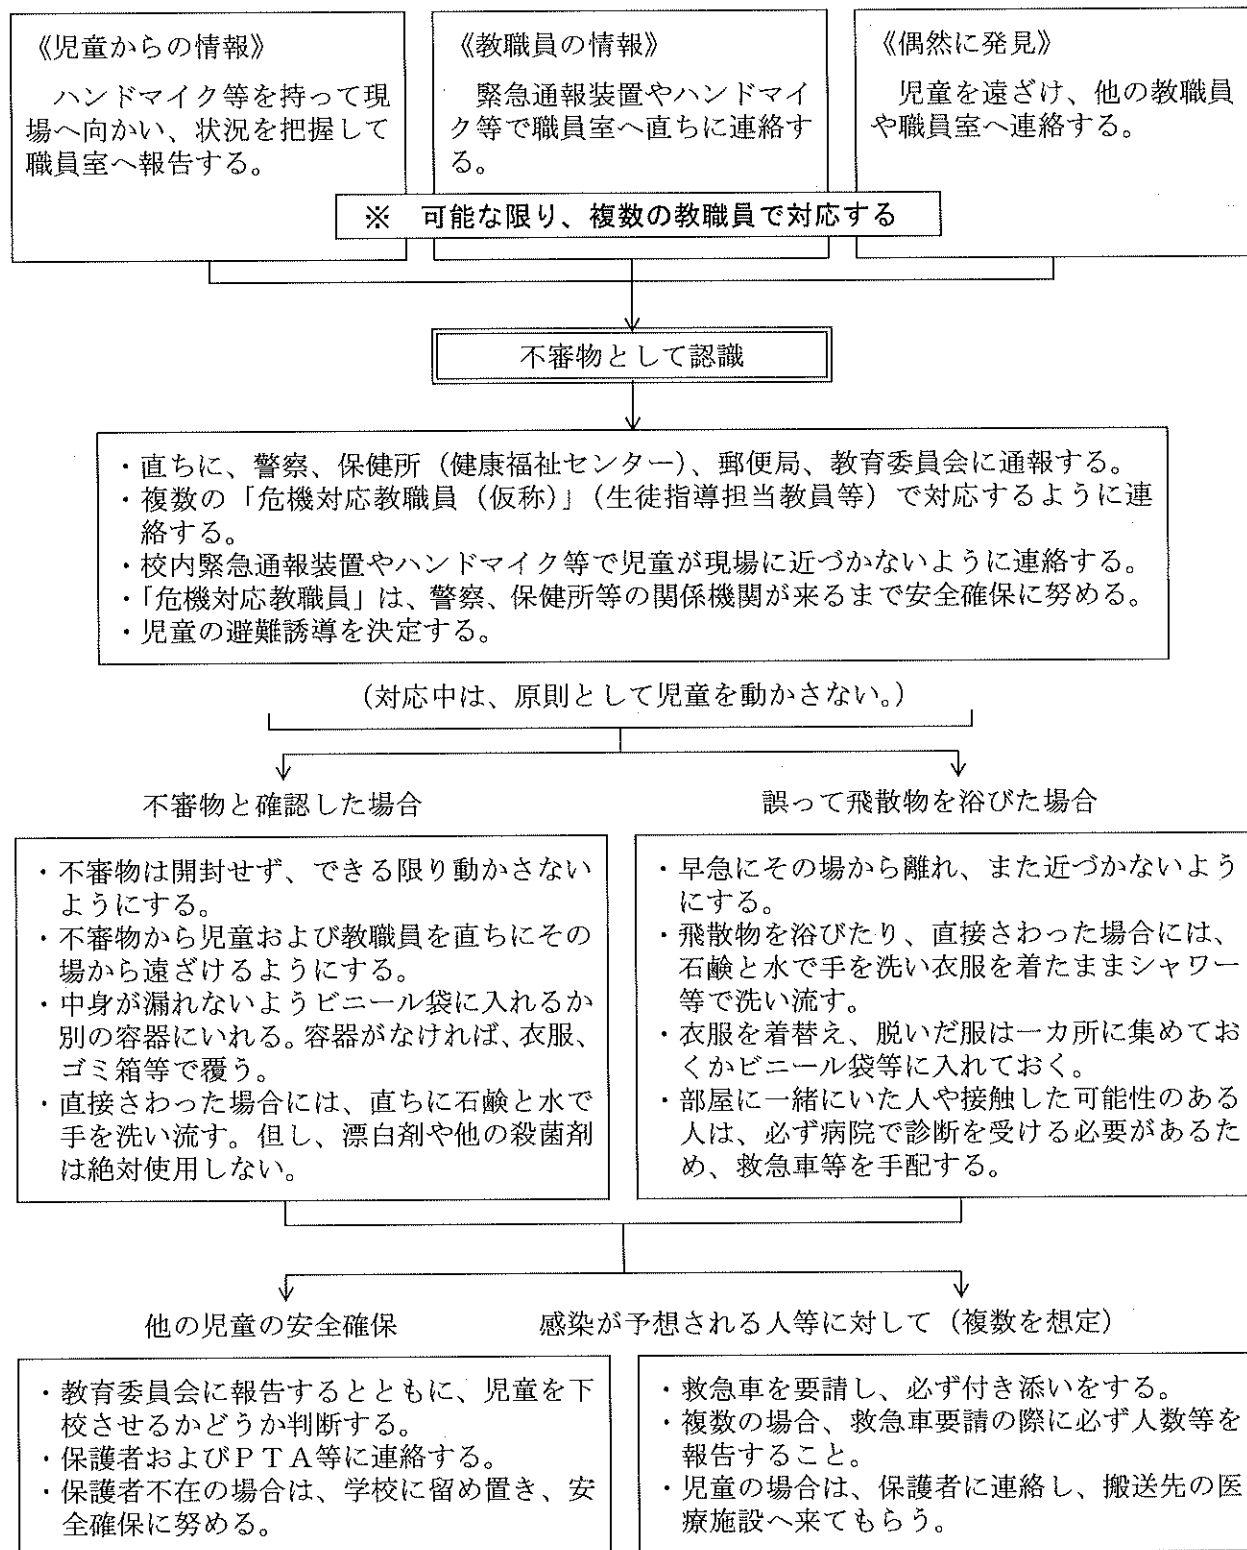 《児童からの情報》
ハンドマイク等を持って現
場へ向かい、状況を把握して
職員室へ報告する。
《教職員の情報》
緊急通報装置やハンドマイ
ク等で職員室へ直ちに連絡す
る。
《偶然に発見》
児童を遠ざけ、他の教職員
や職員室へ連絡する。
※　可能な限り、複数の教職員で対応する
不審物として認識
・直ちに、警察、保健所（健康福祉センター）、郵便局、教育委員会に通報する。
・複数の「危機対応教職員（仮称）」（生徒指導担当教員等）で対応するように連
絡する。
・校内緊急通報装置やハンドマイク等で児童が現場に近づかないように連絡する。
・「危機対応教職員」は、警察、保健所等の関係機関が来るまで安全確保に努める。
・児童の避難誘導を決定する。
（対応中は、原則として児童を動かさない。）
不審物と確認した場合
・不審物は開封せず、できる限り動かさない
ようにする。
・不審物から児童および教職員を直ちにその
場から遠ざけるようにする。
・中身が漏れないようビニール袋に入れるか
別の容器にいれる。容器がなければ、衣服、
ゴミ箱等で覆う。
・直接さわった場合には、直ちに石鹸と水で
手を洗い流す。但し、漂白剤や他の殺菌剤
は絶対使用しない。
誤って飛散物を浴びた場合
・早急にその場から離れ、また近づかないよう
にする。
・飛散物を浴びたり、直接さわった場合には、
石鹸と水で手を洗い衣服を着たままシャワー
等で洗い流す。
・衣服を着替え、脱いだ服は一カ所に集めてお
くかビニール袋等に入れておく。
・部屋に一緒にいた人や接触した可能性のある
人は、必ず病院で診断を受ける必要があるた
め、救急車等を手配する。
他の児童の安全確保
・教育委員会に報告するとともに、児童を下
校させるかどうか判断する。
・保護者およびＰＴＡ等に連絡する。
・保護者不在の場合は、学校に留め置き、安
全確保に努める。
感染が予想される人等に対して（複数を想定）
・救急車を要請し、必ず付き添いをする。
・複数の場合、救急車要請の際に必ず人数等を
報告すること。
・児童の場合は、保護者に連絡し、搬送先の医
療施設へ来てもらう。